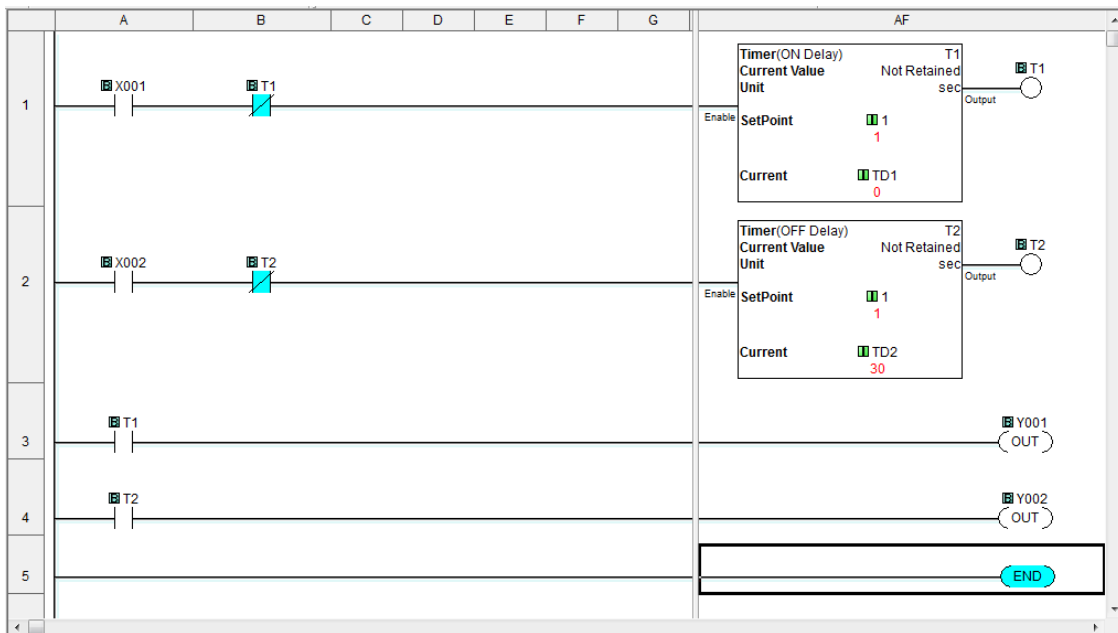 A B C D E F G AF
1
B X001 B T1
Timer(ON Delay) T1
Current Value Not Retained
Unit sec
Enable SetPoint 1
1
Current TD1
0
Output
B T1
2
B X002 B T2
Timer(OFF Delay) T2
Current Value Not Retained
Unit sec
Enable SetPoint 1
1
Current TD2
30
Output
B T2
3
B T1
B Y001
OUT
4
B T2
B Y002
OUT
5
END